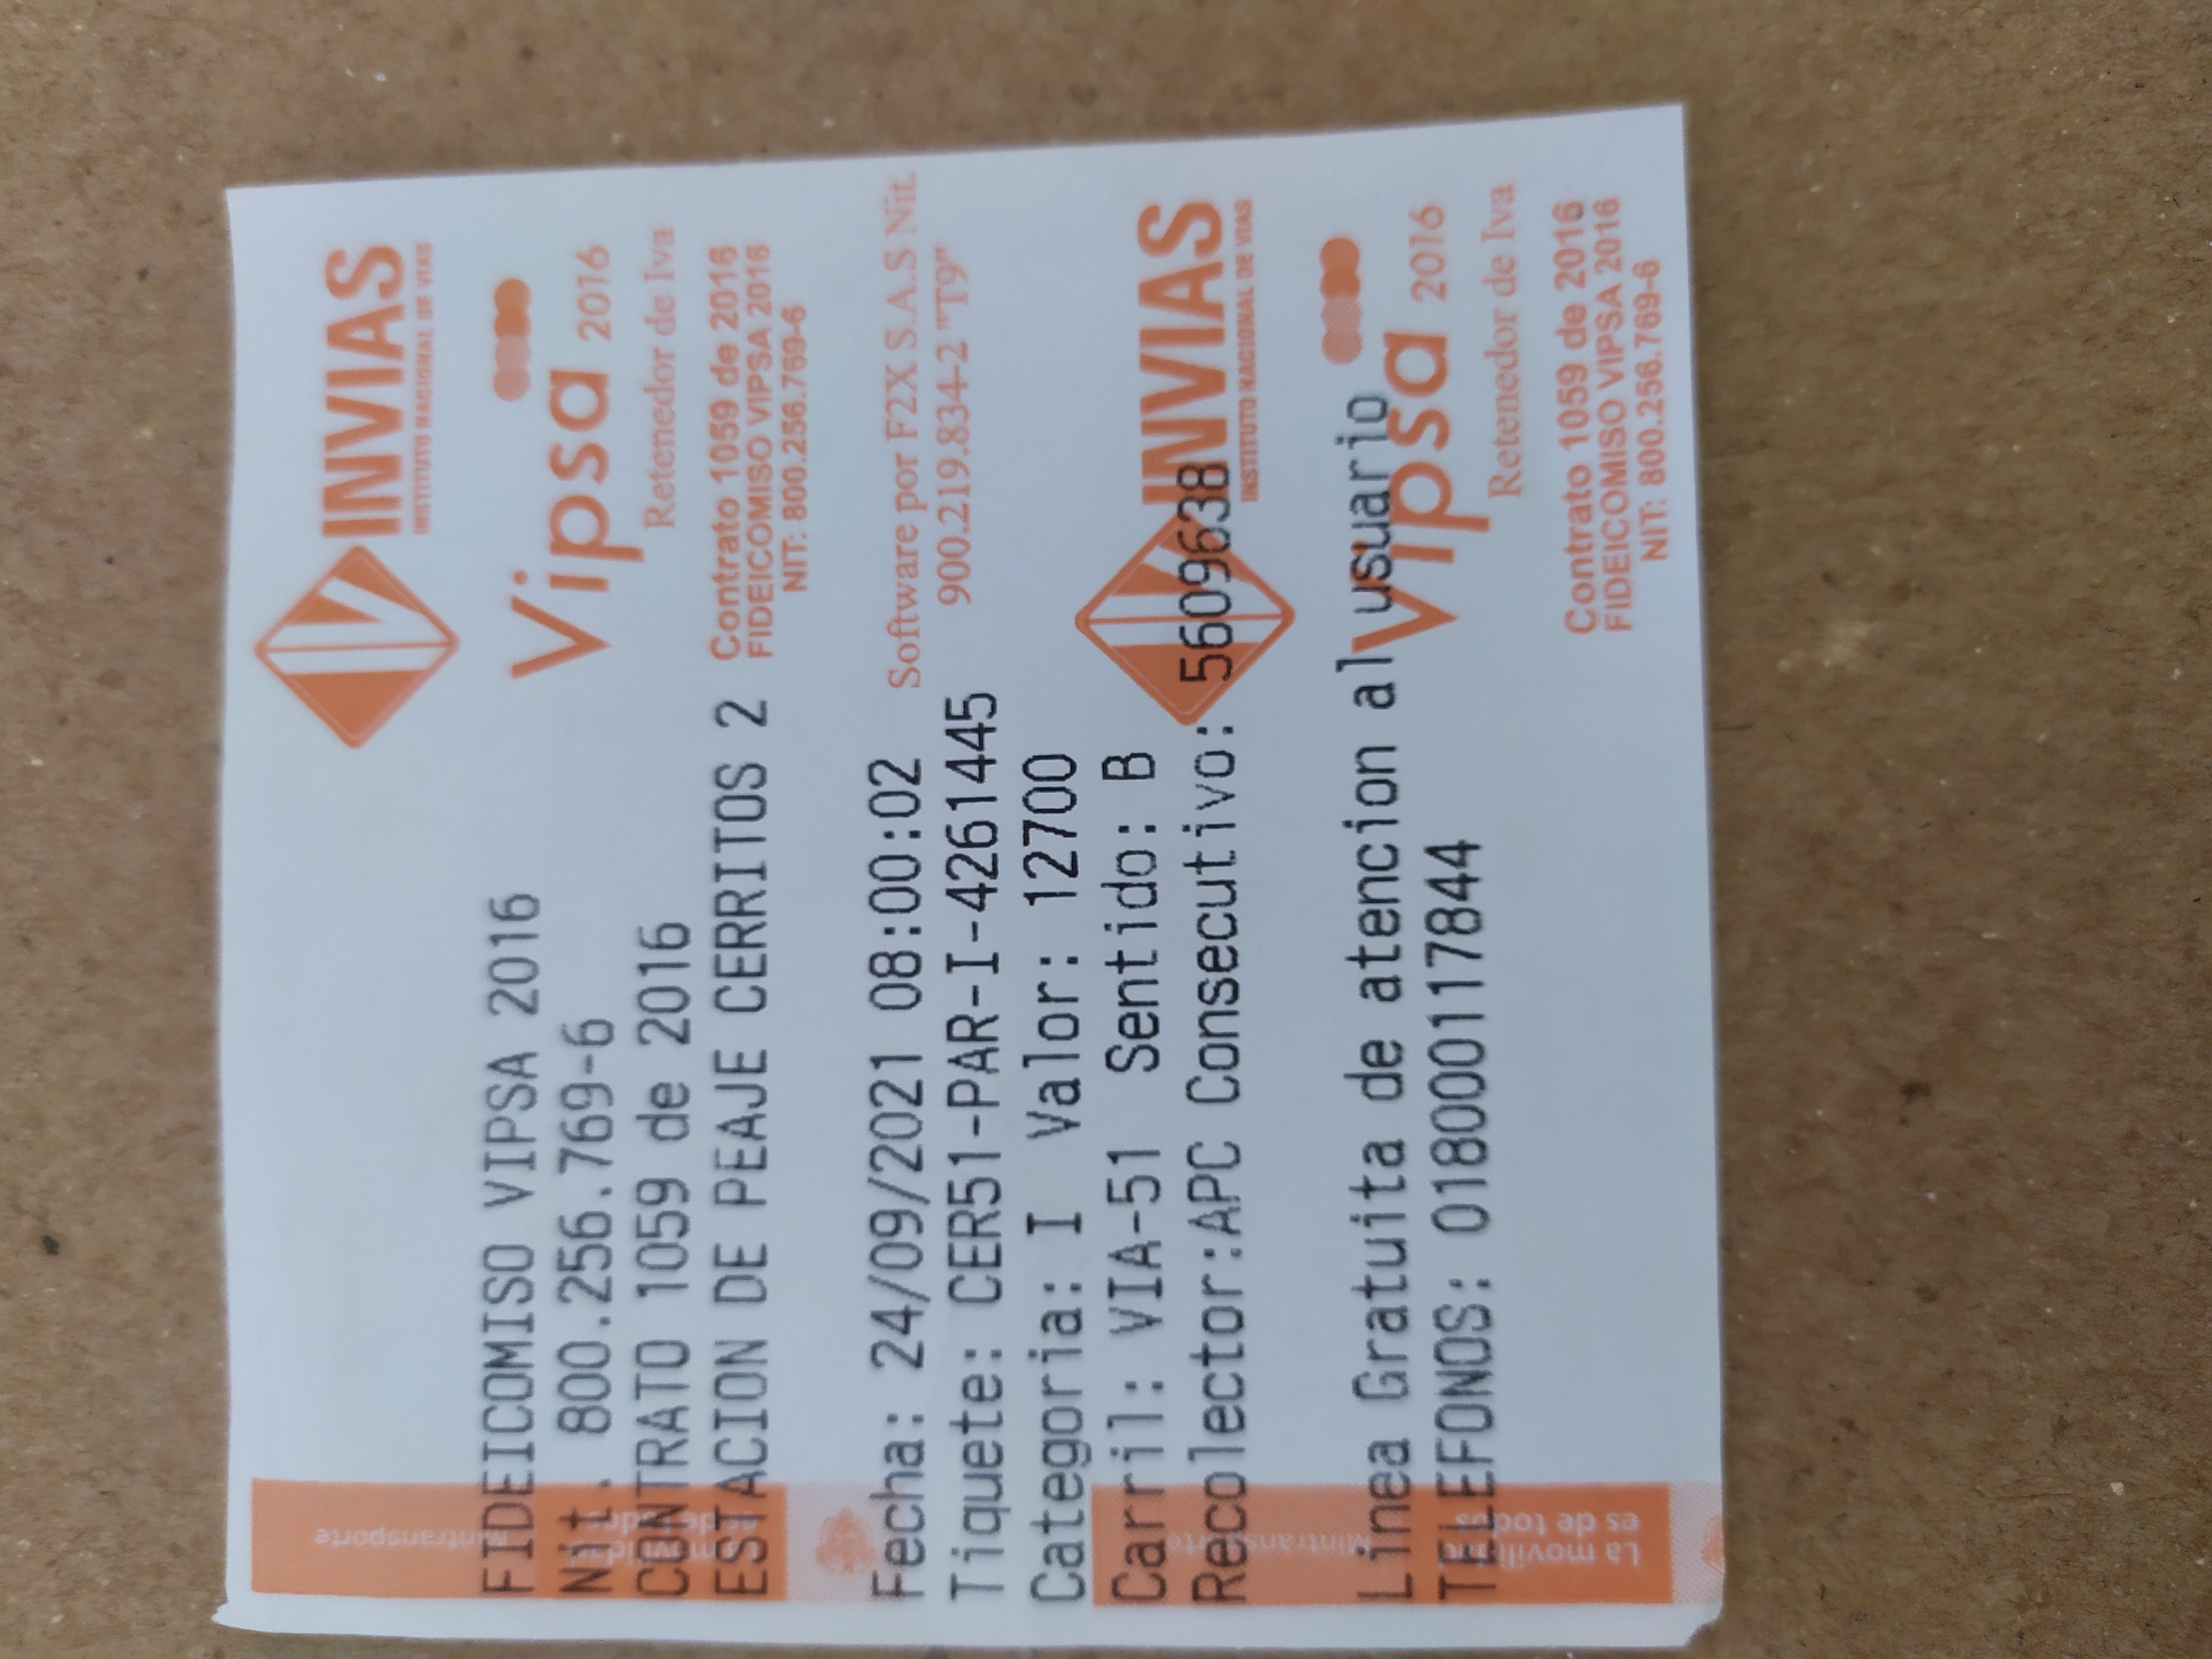 INVIAS
INSTITUTO NACIONAL DE VIAS
Vipsa 2016
Retenedor de Iva
Contrato 1059 de 2016
FIDEICOMISO VIPSA 2016
NIT: 800.256.769-6
FIDEICOMISO VIPSA 2016
Nit. 800.256.769-6
CONTRATO 1059 de 2016
ESTACION DE PEAJE CERRITOS 2
Software por F2X S.A.S Nit.
900.219.834-2 "T9"
Fecha: 24/09/2021 08:00:02
Tiquete: CER51-PAR-I-4261445
Categoria: I Valor: 12700
Carril: VIA-51 Sentido: B
Recolector:APC Consecutivo: 5609638
INVIAS
INSTITUTO NACIONAL DE VIAS
Linea Gratuita de atencion al usuario
TELEFONOS: 018000117844
Vipsa 2016
Retenedor de Iva
Contrato 1059 de 2016
FIDEICOMISO VIPSA 2016
NIT: 800.256.769-6
Mintransporte
es de todos
Mintransporte
La movilidad
es de todos